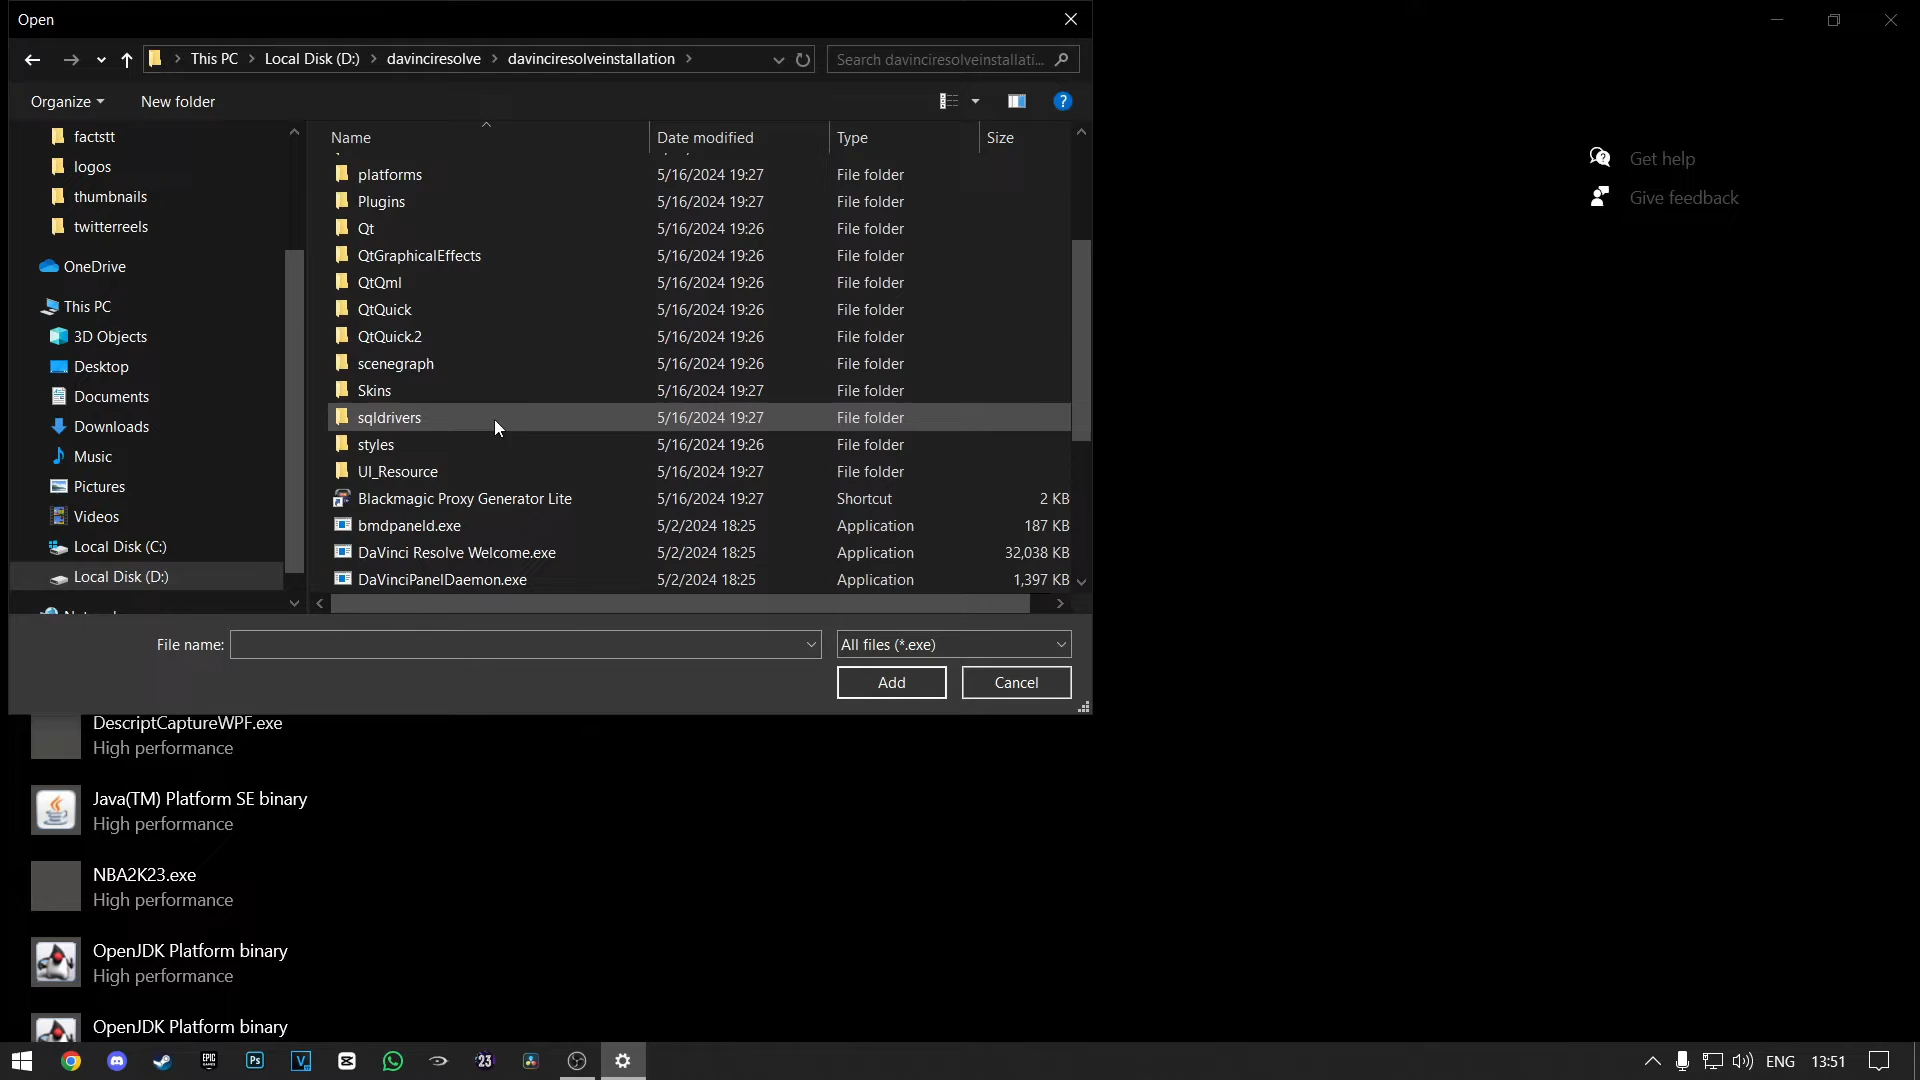 Open
This PC
Local Disk (D:)
davinciresolve
davinciresolveinstallation
Search davinciresolveinstallati...
Organize
New folder
?
Name
Date modified
Type
Size
factstt
logos
thumbnails
twitterreels
OneDrive
This PC
3D Objects
Desktop
Documents
Downloads
Music
Pictures
Videos
Local Disk (C:)
Local Disk (D:)
platforms 5/16/2024 19:27 File folder
Plugins 5/16/2024 19:27 File folder
Qt 5/16/2024 19:26 File folder
QtGraphicalEffects 5/16/2024 19:26 File folder
QtQml 5/16/2024 19:26 File folder
QtQuick 5/16/2024 19:26 File folder
QtQuick.2 5/16/2024 19:26 File folder
scenegraph 5/16/2024 19:26 File folder
Skins 5/16/2024 19:27 File folder
sqldrivers 5/16/2024 19:27 File folder
styles 5/16/2024 19:26 File folder
UI_Resource 5/16/2024 19:27 File folder
Blackmagic Proxy Generator Lite 5/16/2024 19:27 Shortcut 2 KB
bmdpaneld.exe 5/2/2024 18:25 Application 187 KB
DaVinci Resolve Welcome.exe 5/2/2024 18:25 Application 32,038 KB
DaVinciPanelDaemon.exe 5/2/2024 18:25 Application 1,397 KB
File name:
All files (*.exe)
Add
Cancel
Get help
Give feedback
DescriptCaptureWPF.exe
High performance
Java(TM) Platform SE binary
High performance
NBA2K23.exe
High performance
OpenJDK Platform binary
High performance
OpenJDK Platform binary
EPIC GAMES
Ps
V
23
ENG
13:51